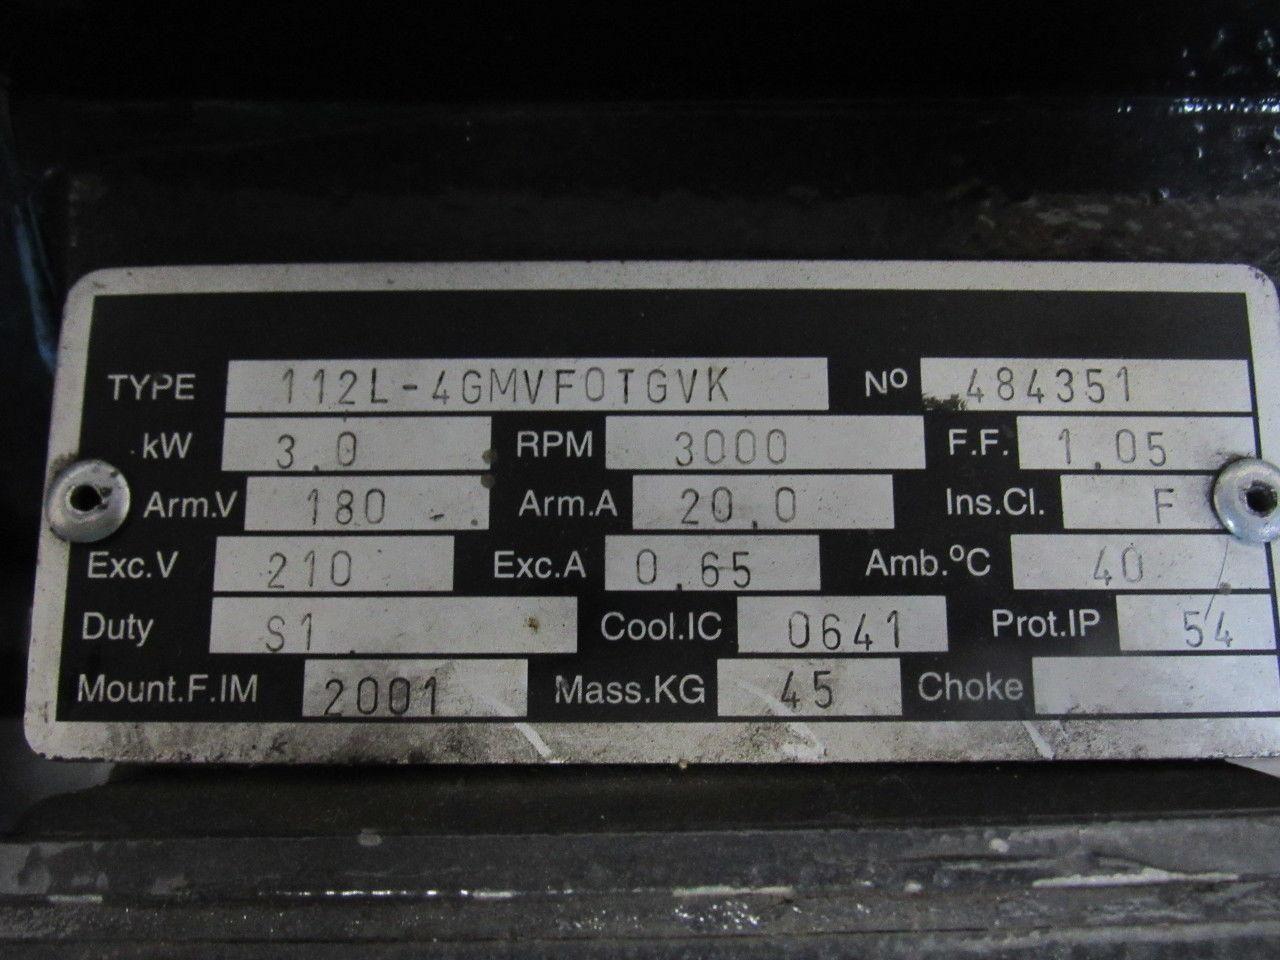 TYPE 112L-4GMVFOTGVK Nº 484351
kW 3.0 RPM 3000 F.F. 1.05
Arm.V 180 Arm.A 20.0 Ins.Cl. F
Exc.V 210 Exc.A 0.65 Amb.ºC 40
Duty S1 Cool.IC 0641 Prot.IP 54
Mount.F.IM 2001 Mass.KG 45 Choke